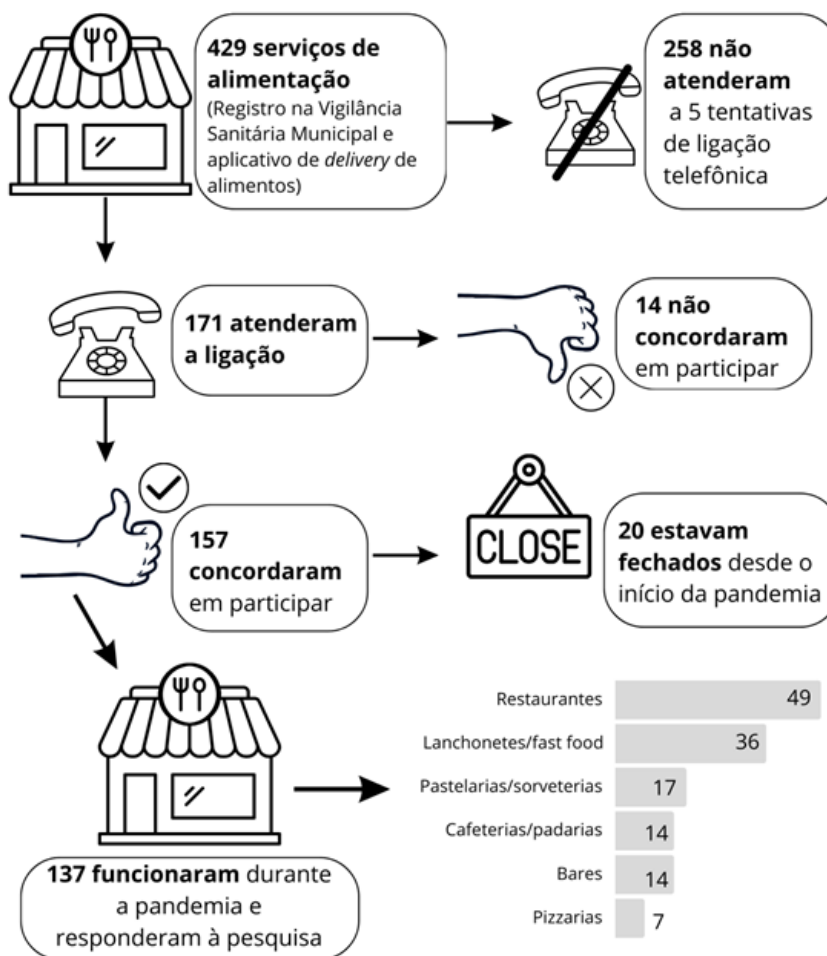 429 serviços de
alimentação
(Registro na Vigilância
Sanitária Municipal e
aplicativo de delivery de
alimentos)
258 não
atenderam
a 5 tentativas
de ligação
telefônica
171 atenderam
a ligação
14 não
concordaram
em participar
157
concordaram
em participar
CLOSE
20 estavam
fechados desde o
início da pandemia
137 funcionaram durante
a pandemia e
responderam à pesquisa
Restaurantes 49
Lanchonetes/fast food 36
Pastelarias/sorveterias 17
Cafeterias/padarias 14
Bares 14
Pizzarias 7